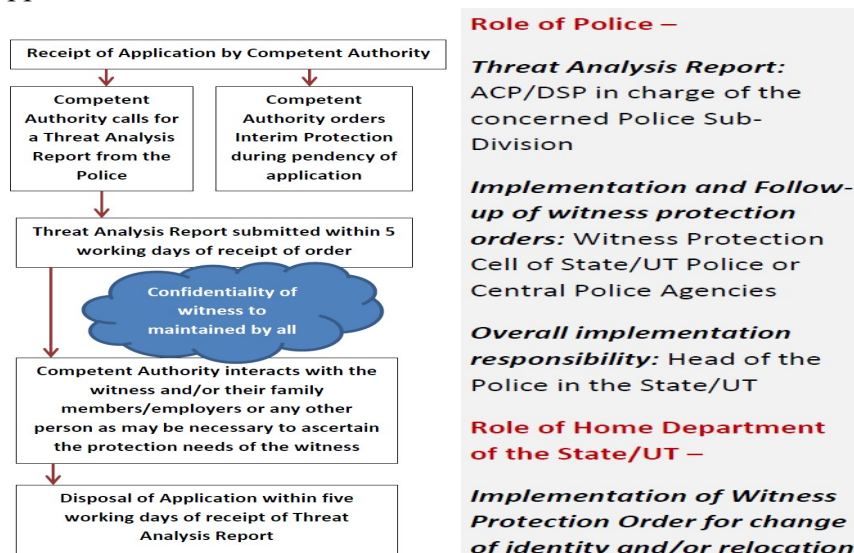 Receipt of Application by Competent Authority
Competent
Authority calls for
a Threat Analysis
Report from the
Police
Competent
Authority orders
Interim Protection
during pendency of
application
Threat Analysis Report submitted within 5
working days of receipt of order
Confidentiality of
witness to
maintained by all
Competent Authority interacts with the
witness and/or their family
members/employers or any other
person as may be necessary to ascertain
the protection needs of the witness
Disposal of Application within five
working days of receipt of Threat
Analysis Report
Role of Police –
Threat Analysis Report:
ACP/DSP in charge of the
concerned Police Sub-
Division
Implementation and Follow-
up of witness protection
orders: Witness Protection
Cell of State/UT Police or
Central Police Agencies
Overall implementation
responsibility: Head of the
Police in the State/UT
Role of Home Department
of the State/UT –
Implementation of Witness
Protection Order for change
of identity and/or relocation